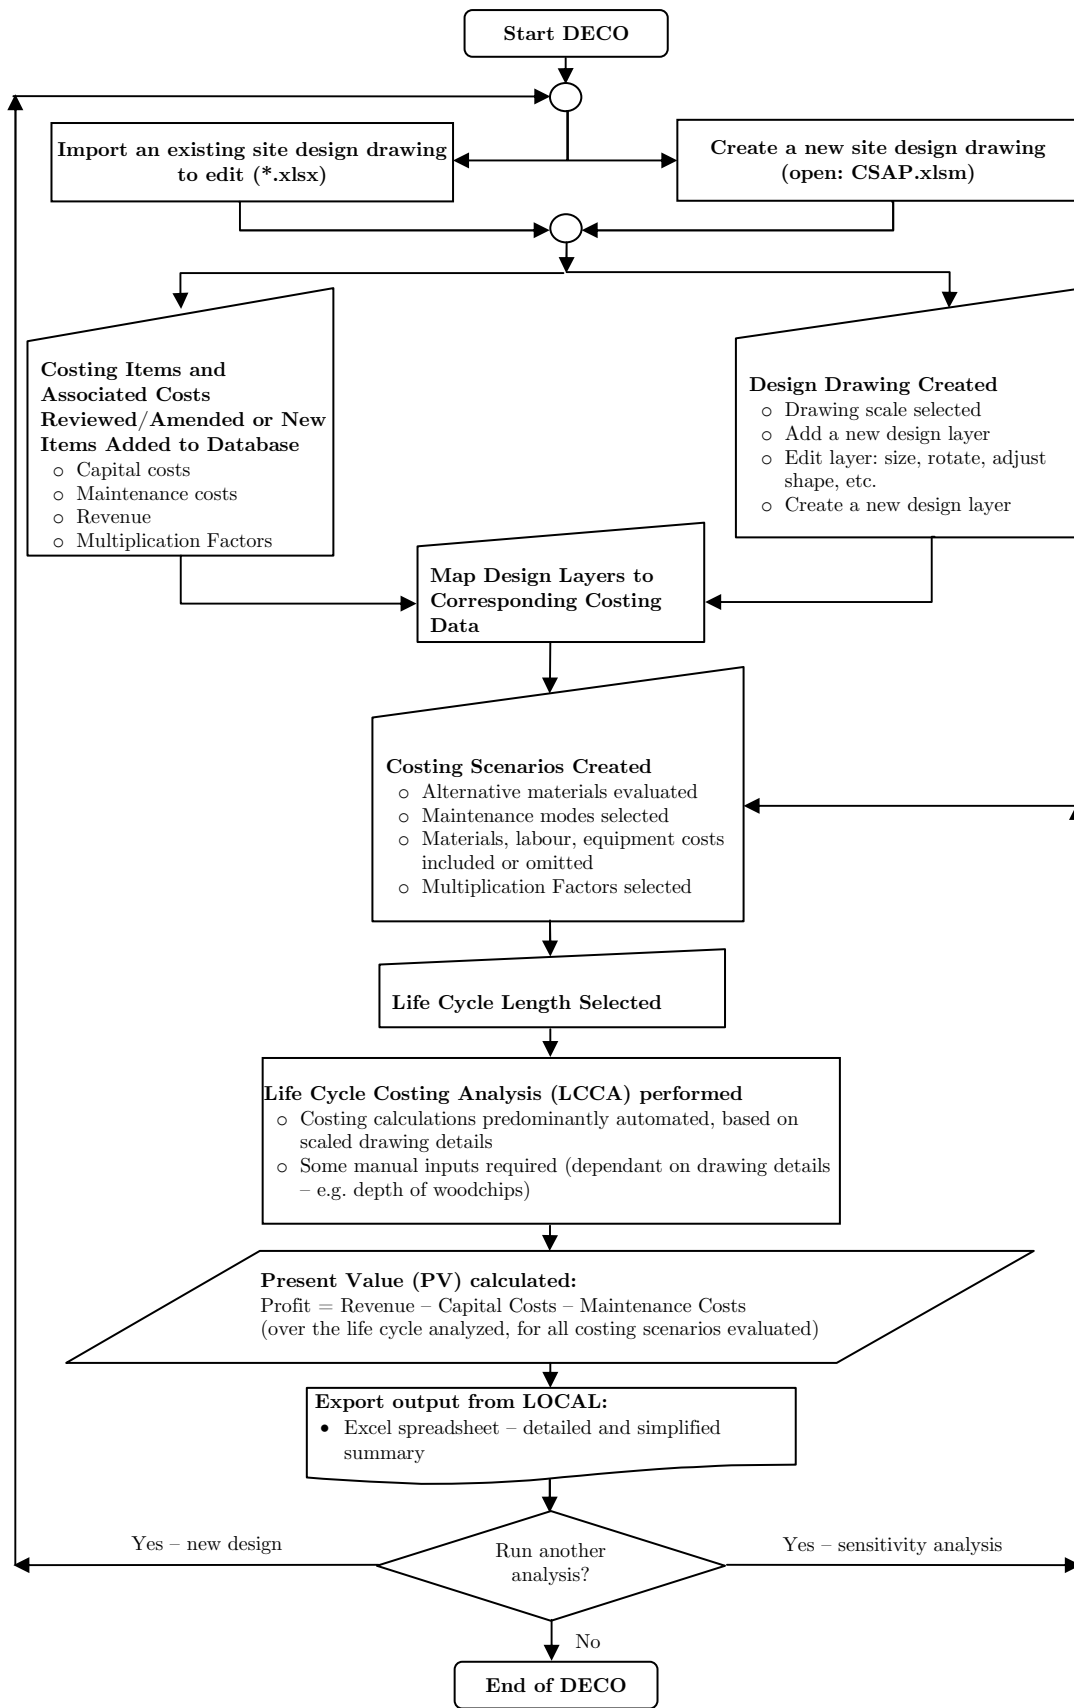 Start DECO
Import an existing site design drawing
to edit (*.xlsx)
Create a new site design drawing
(open: CSAP.xlsm)
Costing Items and
Associated Costs
Reviewed/Amended or New
Items Added to Database
○ Capital costs
○ Maintenance costs
○ Revenue
○ Multiplication Factors
Design Drawing Created
○ Drawing scale selected
○ Add a new design layer
○ Edit layer: size, rotate, adjust
shape, etc.
○ Create a new design layer
Map Design Layers to
Corresponding Costing
Data
Costing Scenarios Created
○ Alternative materials evaluated
○ Maintenance modes selected
○ Materials, labour, equipment costs
included or omitted
○ Multiplication Factors selected
Life Cycle Length Selected
Life Cycle Costing Analysis (LCCA) performed
○ Costing calculations predominantly automated, based on
scaled drawing details
○ Some manual inputs required (dependant on drawing details
– e.g. depth of woodchips)
Present Value (PV) calculated:
Profit = Revenue – Capital Costs – Maintenance Costs
(over the life cycle analyzed, for all costing scenarios evaluated)
Export output from LOCAL:
• Excel spreadsheet – detailed and simplified
summary
Yes – new design
Run another
analysis?
Yes – sensitivity analysis
No
End of DECO